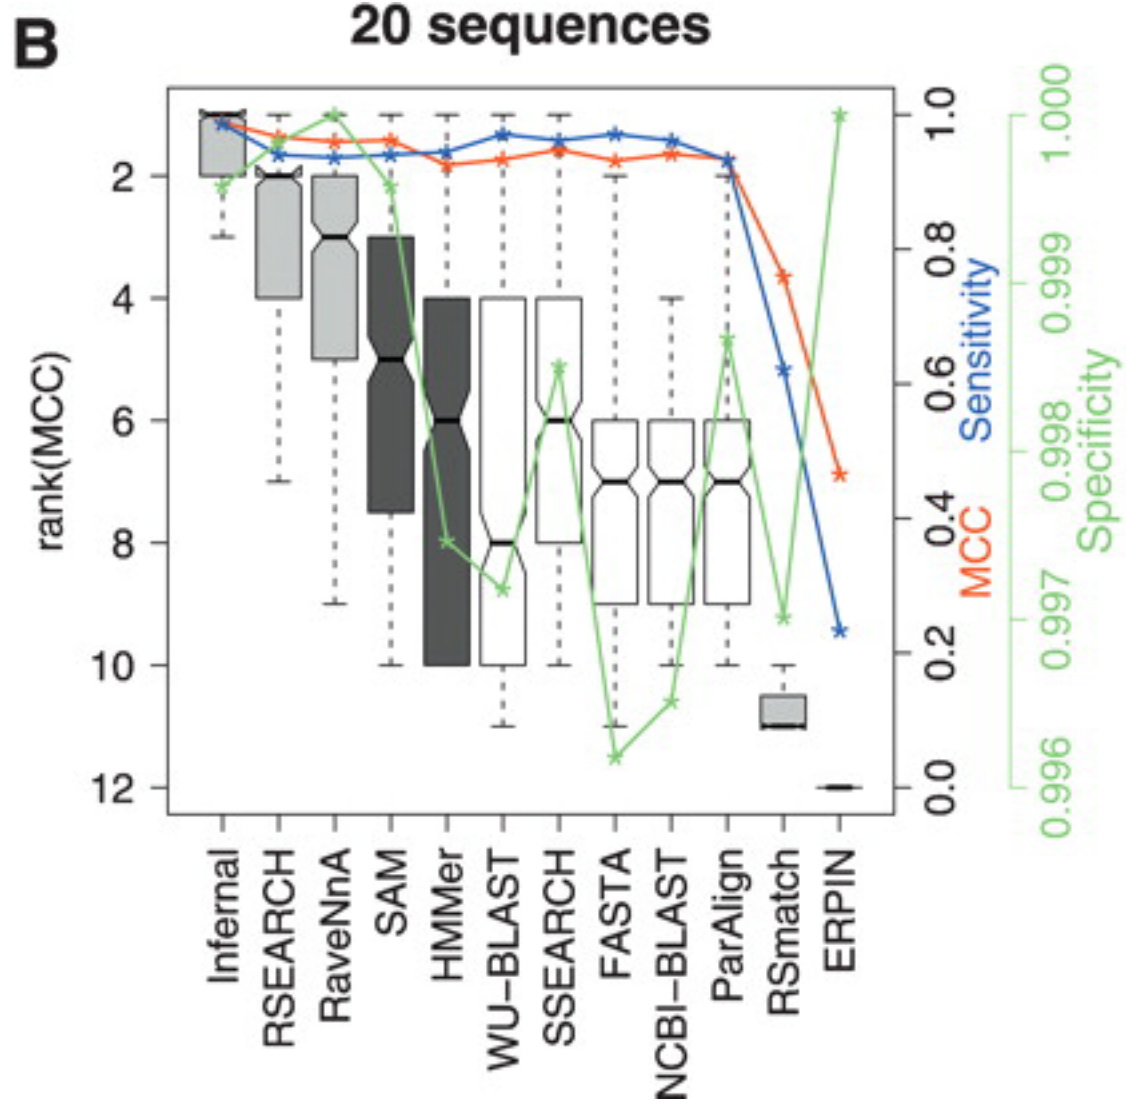 B
20 sequences
rank(MCC)
2
4
6
8
10
12
0.0
0.2
0.4
0.6
0.8
1.0
MCC
Sensitivity
0.996
0.997
0.998
0.999
1.000
Specificity
Infernal
RSEARCH
RaveNnA
SAM
HMMer
WU−BLAST
SSEARCH
FASTA
NCBI−BLAST
ParAlign
RSmatch
ERPIN